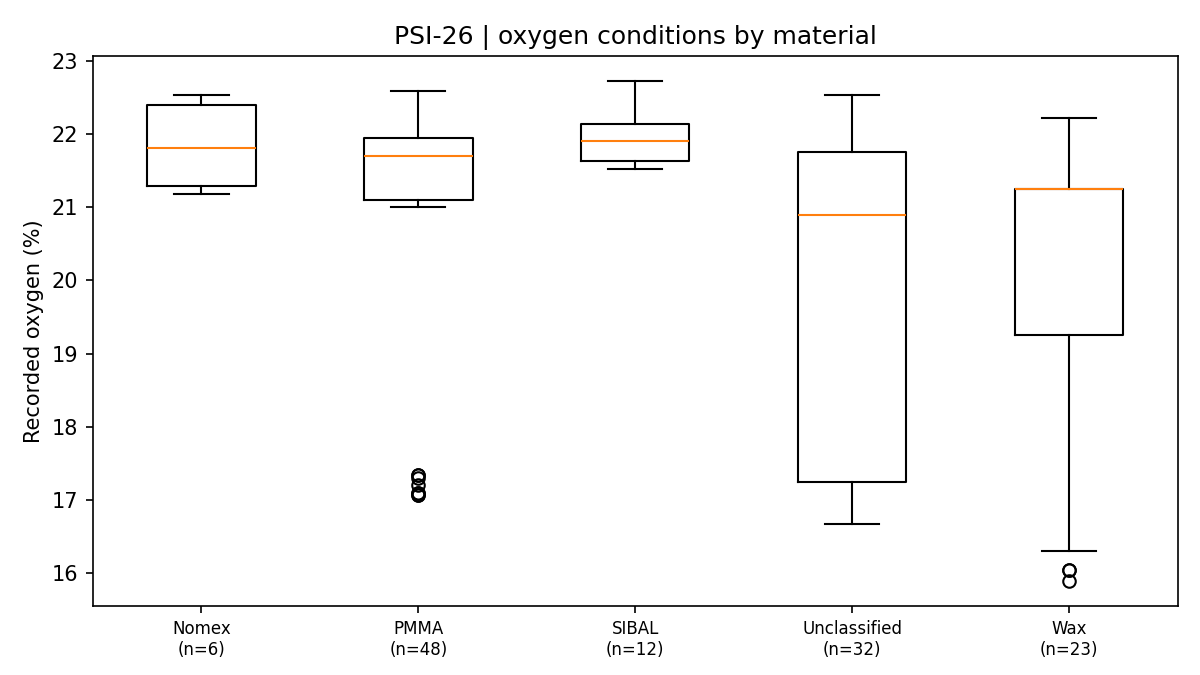 PSI-26 | oxygen conditions by material
Recorded oxygen (%)
23
22
21
20
19
18
17
16
Nomex
(n=6)
PMMA
(n=48)
SIBAL
(n=12)
Unclassified
(n=32)
Wax
(n=23)